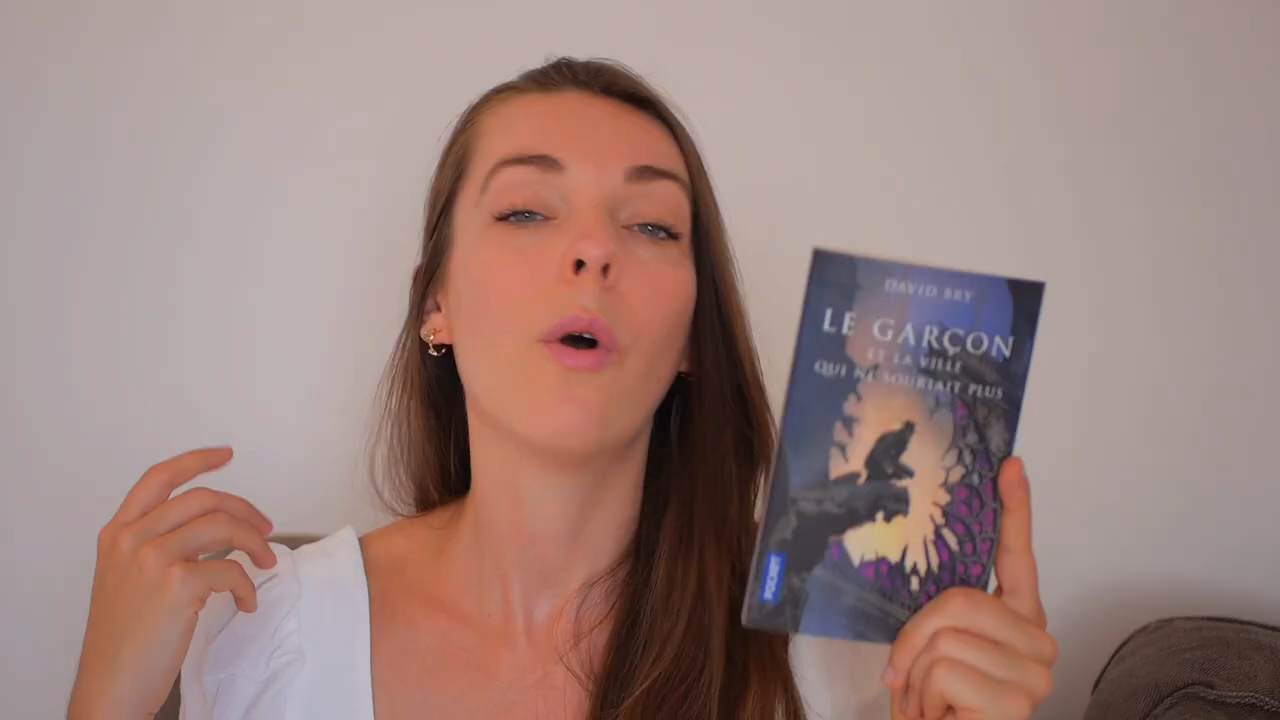 DAVID BRY
LE GARÇON
ET LA VILLE
QUI NE SOURIAIT PLUS
POCKET